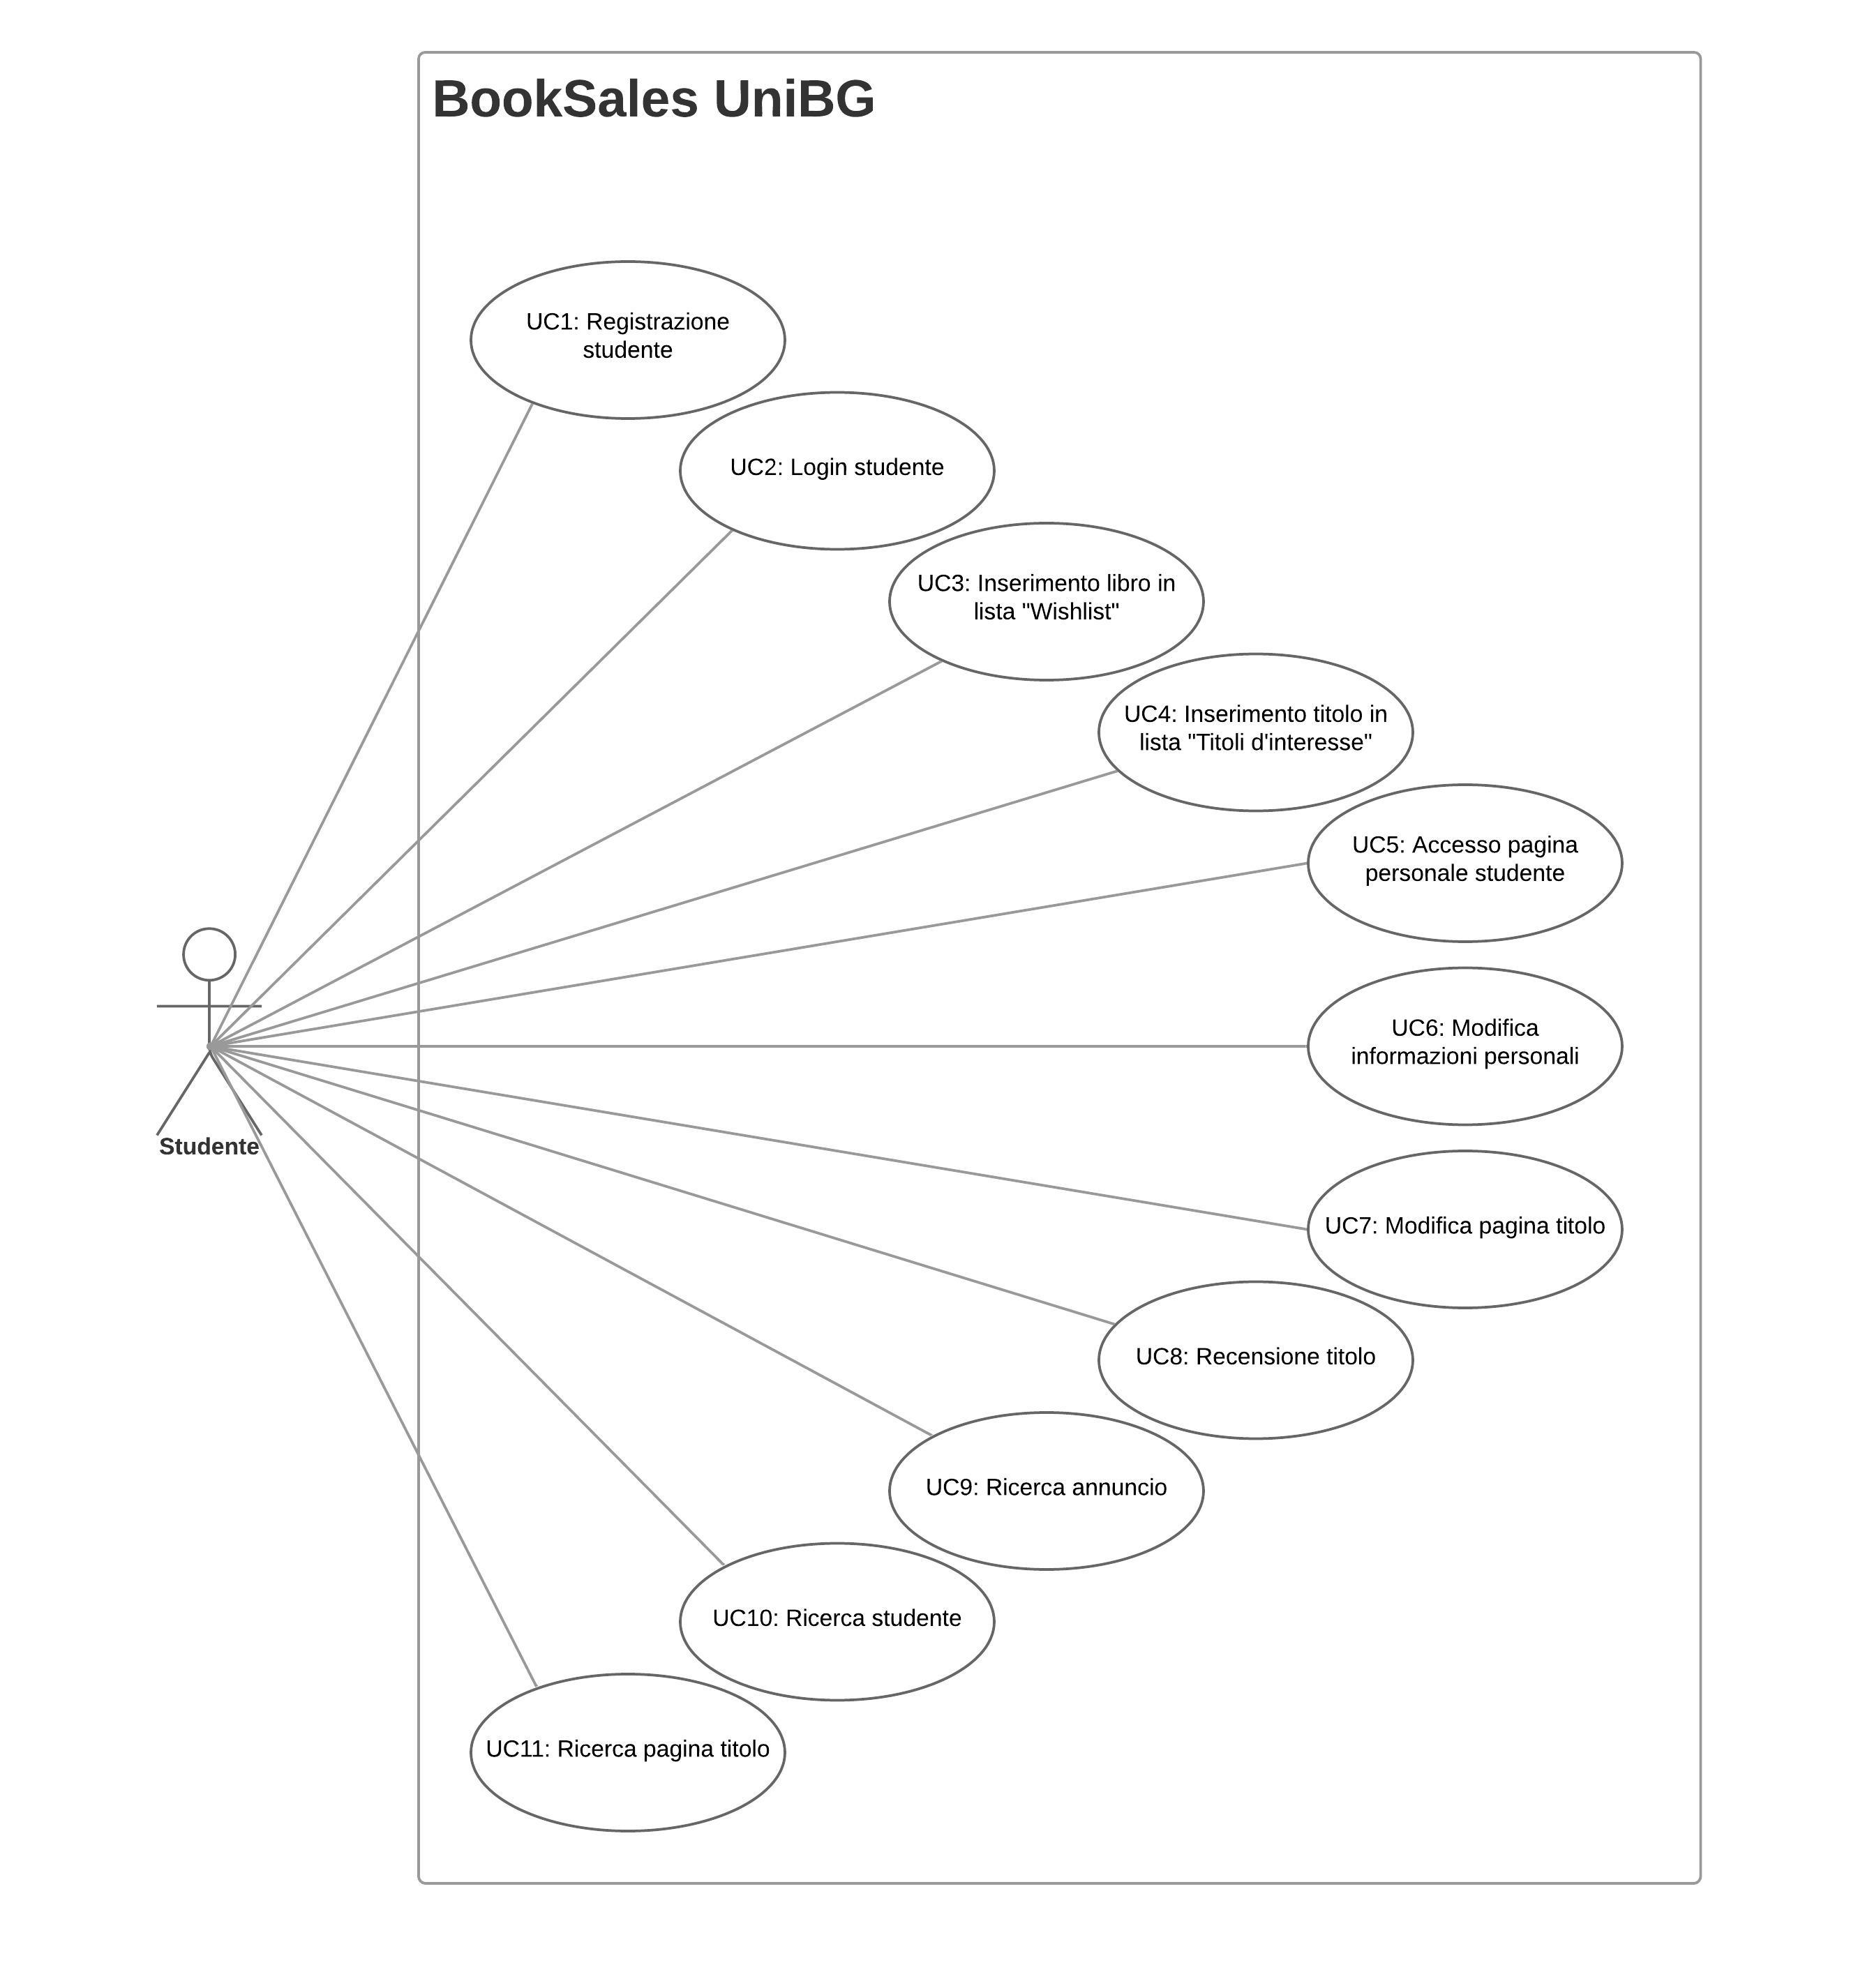 BookSales UniBG
UC1: Registrazione
studente
UC2: Login studente
UC3: Inserimento libro in
lista "Wishlist"
UC4: Inserimento titolo in
lista "Titoli d'interesse"
UC5: Accesso pagina
personale studente
UC6: Modifica
informazioni personali
Studente
UC7: Modifica pagina titolo
UC8: Recensione titolo
UC9: Ricerca annuncio
UC10: Ricerca studente
UC11: Ricerca pagina titolo